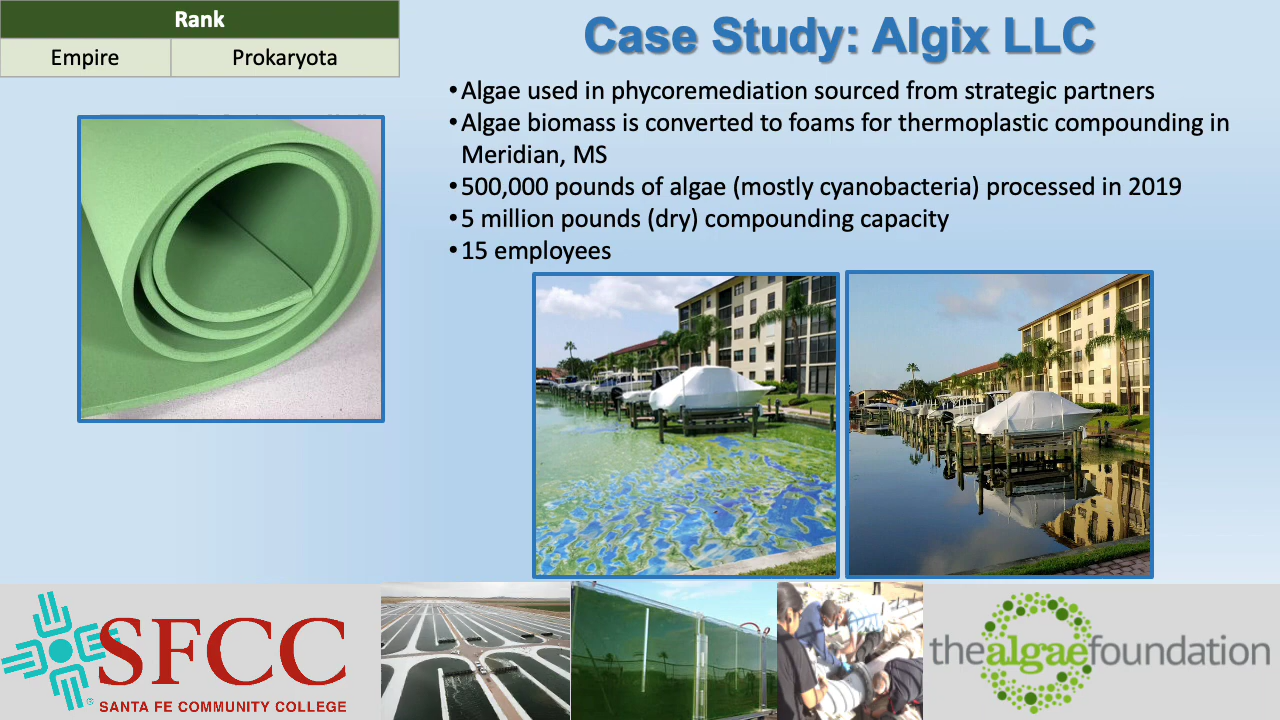 Rank
Empire Prokaryota
Case Study: Algix LLC
•Algae used in phycoremediation sourced from strategic partners
•Algae biomass is converted to foams for thermoplastic compounding in
Meridian, MS
•500,000 pounds of algae (mostly cyanobacteria) processed in 2019
•5 million pounds (dry) compounding capacity
•15 employees
SFCC
®
SANTA FE COMMUNITY COLLEGE
thealgaefoundation